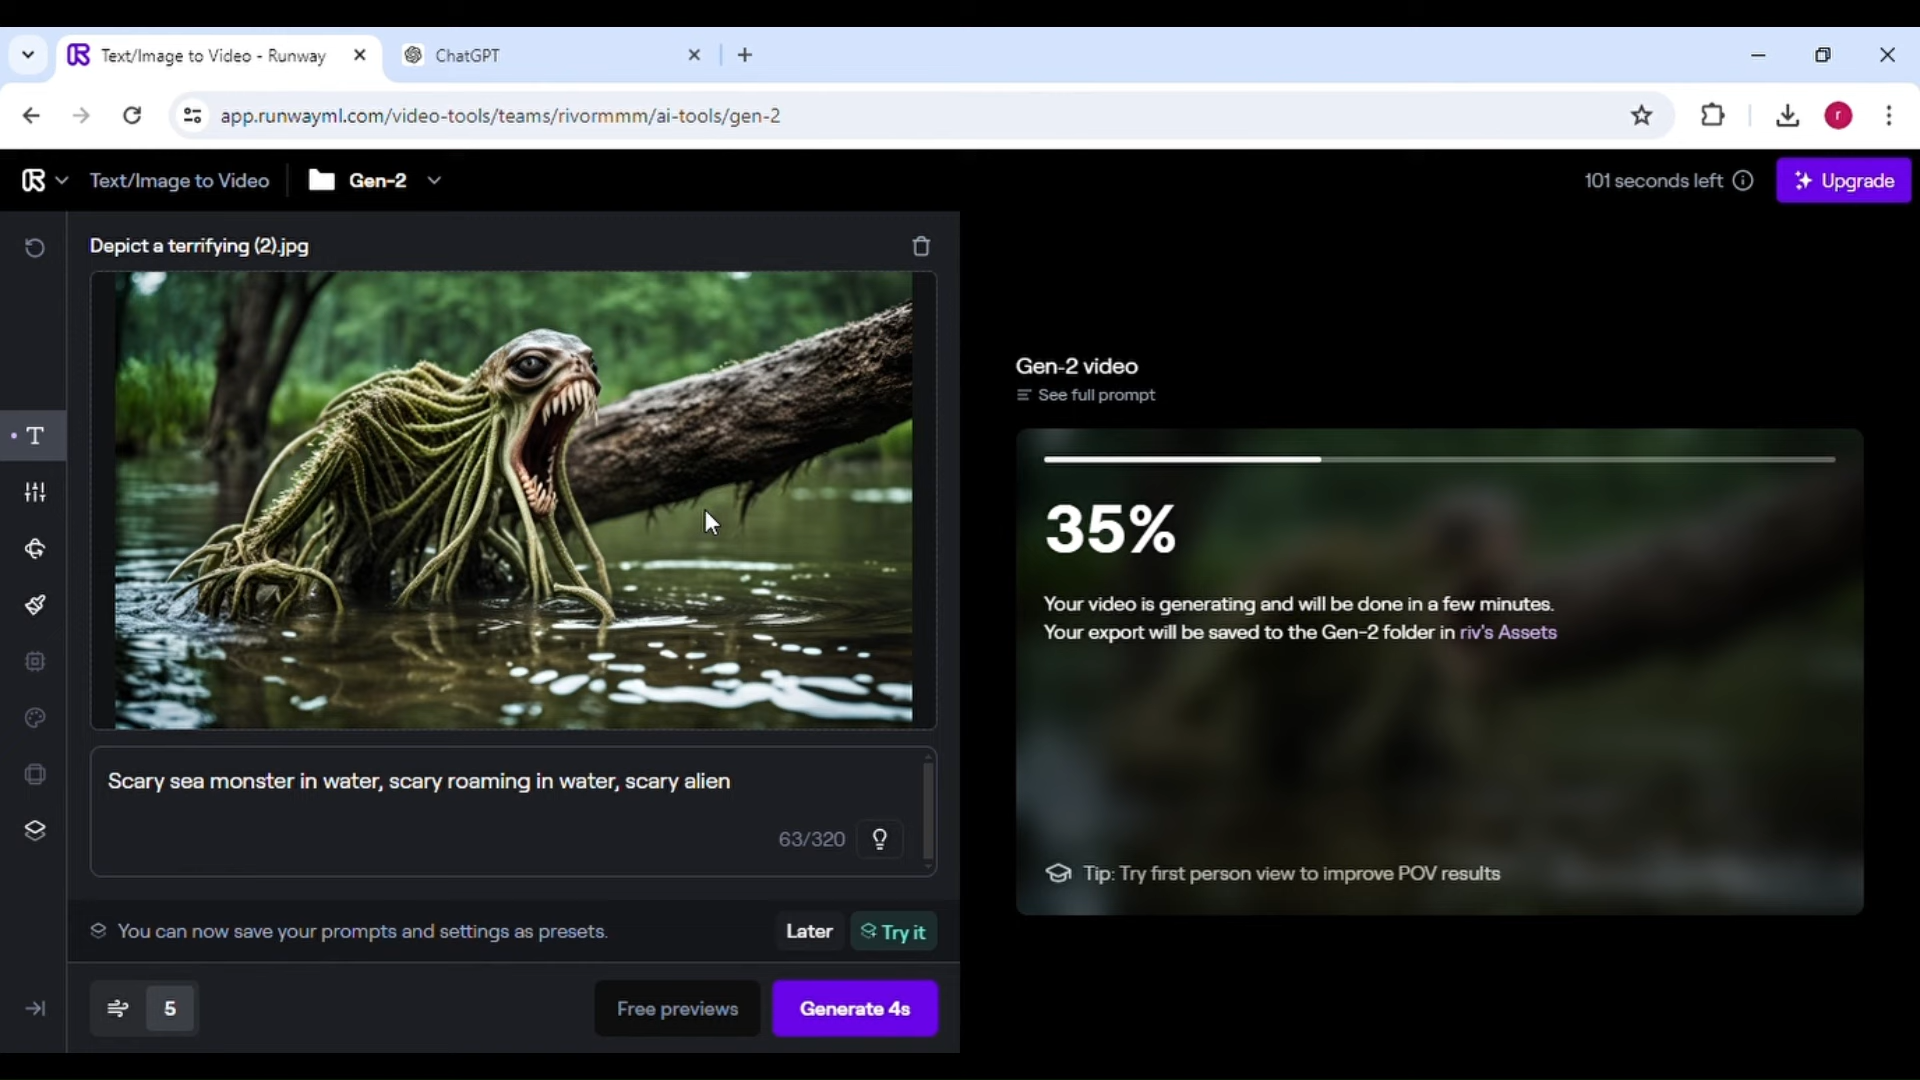 Text/Image to Video - Runway
ChatGPT
app.runwayml.com/video-tools/teams/rivormmm/ai-tools/gen-2
r
Text/Image to Video
Gen-2
101 seconds left
Upgrade
Depict a terrifying (2).jpg
T
Scary sea monster in water, scary roaming in water, scary alien
63/320
You can now save your prompts and settings as presets.
Later
Try it
5
Free previews
Generate 4s
Gen-2 video
See full prompt
35%
Your video is generating and will be done in a few minutes.
Your export will be saved to the Gen-2 folder in riv's Assets
Tip: Try first person view to improve POV results